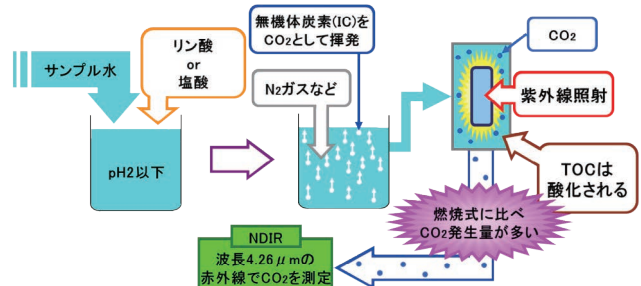 サンプル水
リン酸
or
塩酸
pH2以下
無機体炭素(IC)を
CO₂として揮発
N₂ガスなど
CO₂
紫外線照射
TOCは
酸化される
燃焼式に比べ
CO₂発生量が多い
NDIR
波長4.26μmの
赤外線でCO₂を測定